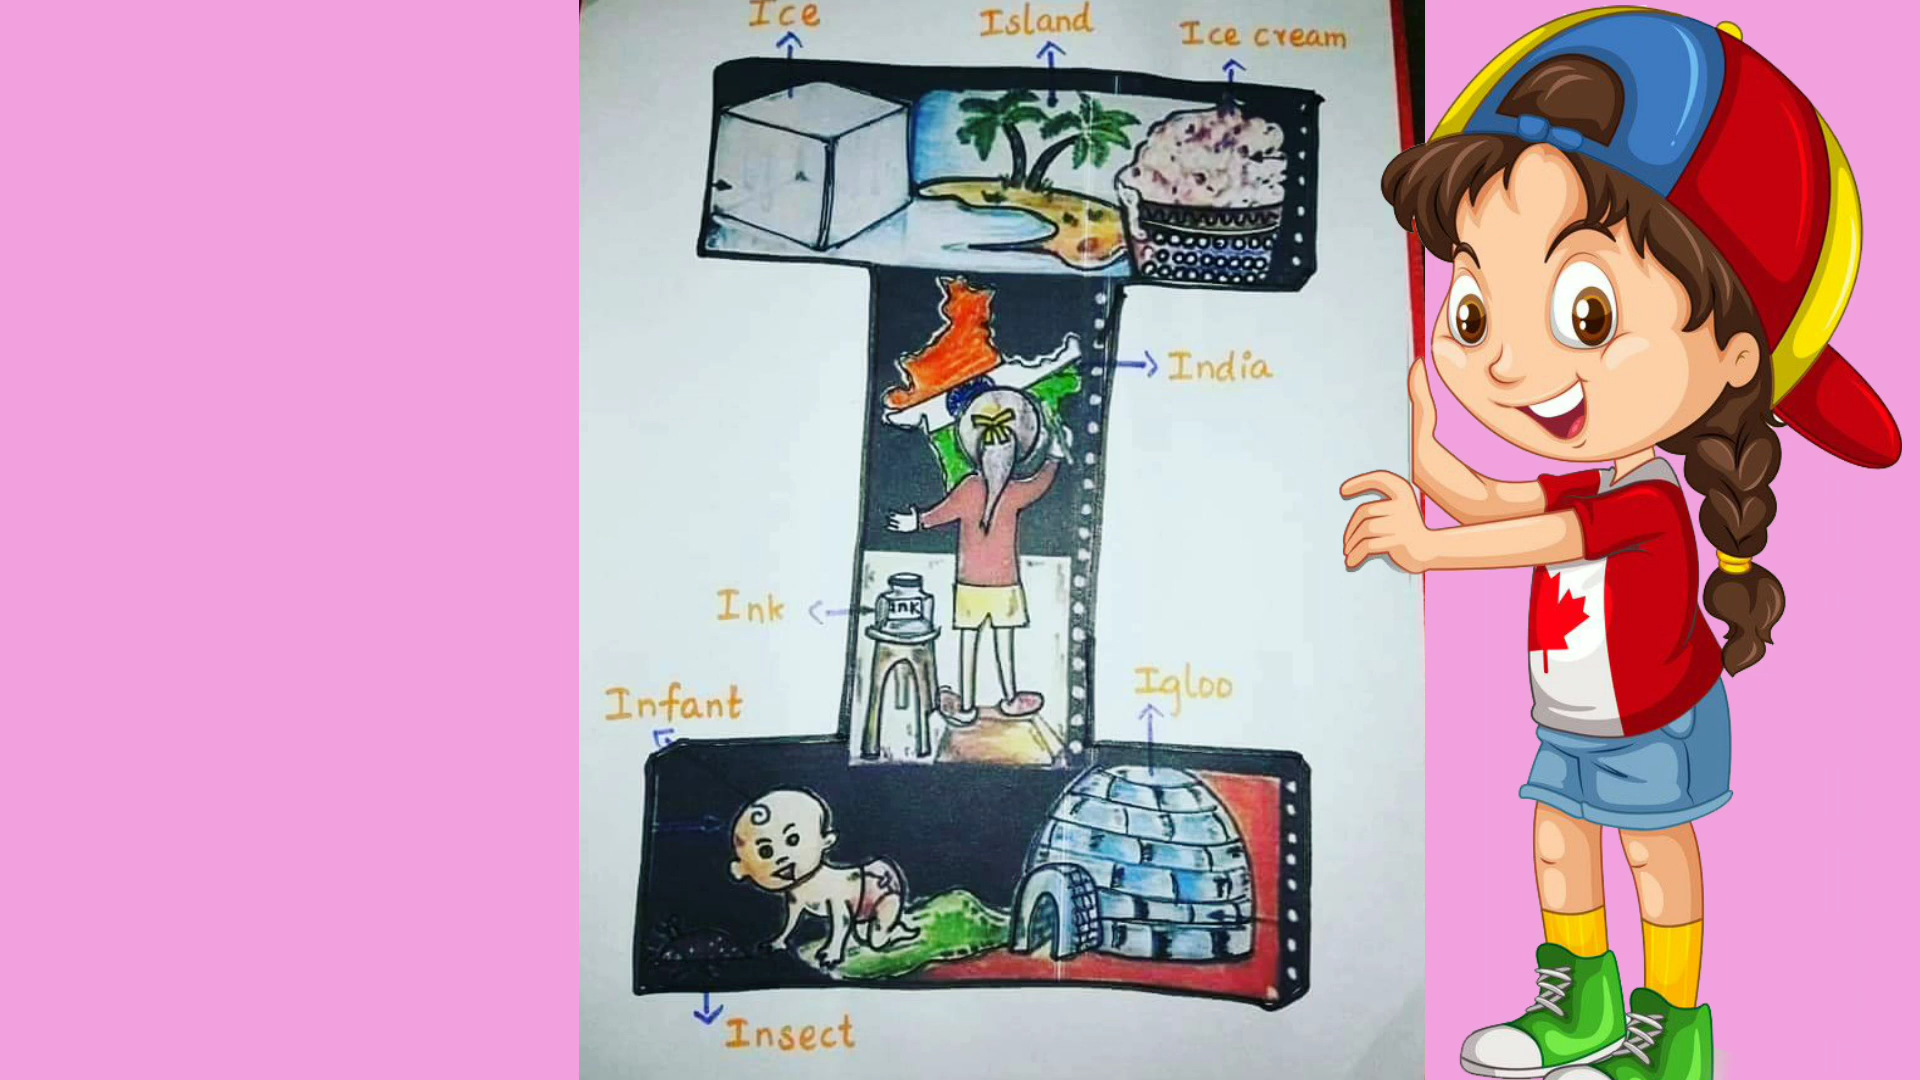 Ice
Island
Ice cream
India
Ink
ink
Infant
Igloo
Insect